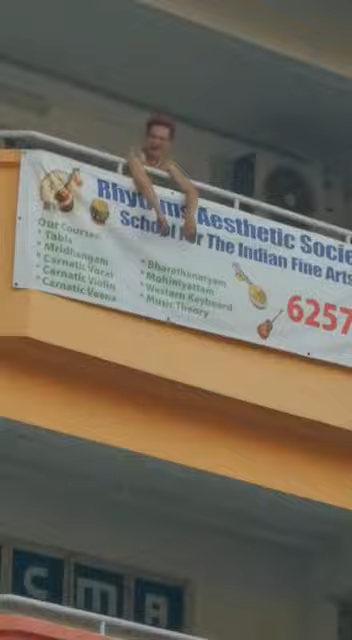 Rhythms Aesthetic Socie
School for The Indian Fine Arts
Our Courses
• Tabla
• Mridhangam
• Carnatic Vocal
• Carnatic Violin
• Carnatic Veena
• Bharathanatyam
• Mohiniyattam
• Western Keyboard
• Music Theory
6257
CMA